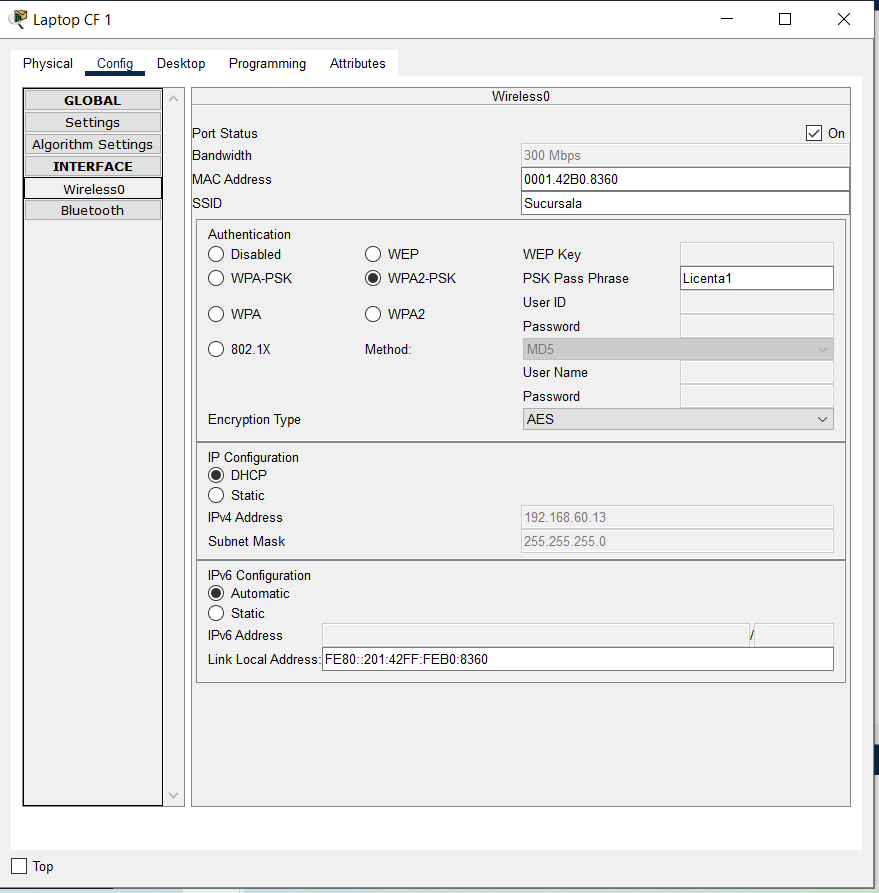 Laptop CF 1
Physical Config Desktop Programming Attributes
GLOBAL
Settings
Algorithm Settings
INTERFACE
Wireless0
Bluetooth
Wireless0
Port Status On
Bandwidth 300 Mbps
MAC Address 0001.42B0.8360
SSID Sucursala
Authentication
Disabled WEP WEP Key
WPA-PSK WPA2-PSK PSK Pass Phrase Licenta1
User ID
WPA WPA2
Password
802.1X Method: MD5
User Name
Password
Encryption Type AES
IP Configuration
DHCP
Static
IPv4 Address 192.168.60.13
Subnet Mask 255.255.255.0
IPv6 Configuration
Automatic
Static
IPv6 Address /
Link Local Address: FE80::201:42FF:FEB0:8360
Top